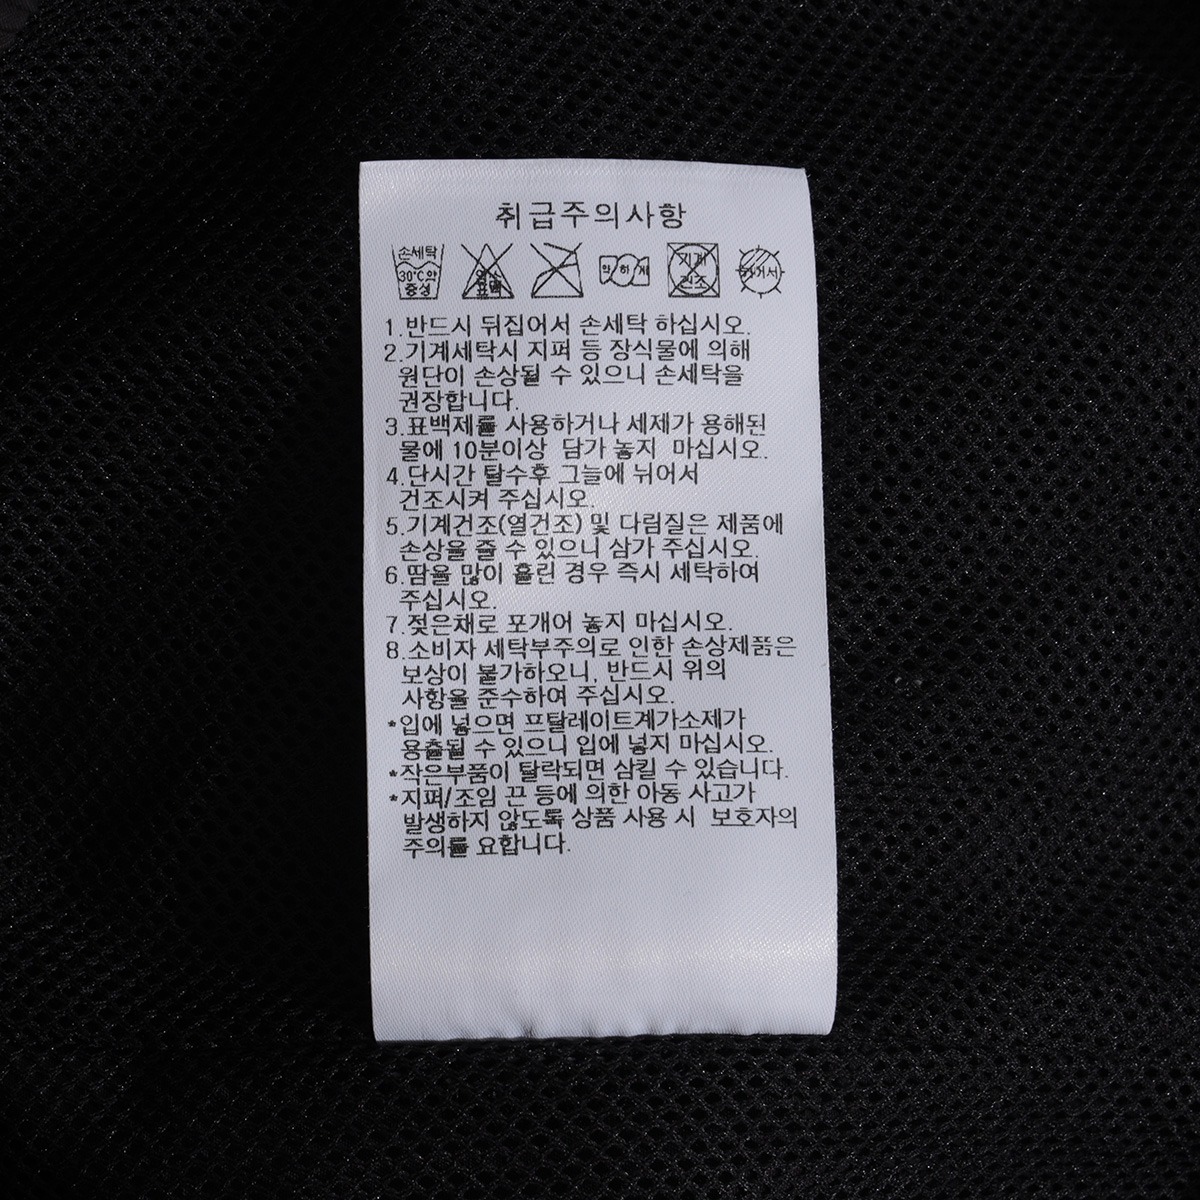 취급주의사항
손세탁 30℃약 중성 염소 표백 약하게 기계 건조 옷걸이
1.반드시 뒤집어서 손세탁 하십시오.
2.기계세탁시 지퍼 등 장식물에 의해
원단이 손상될 수 있으니 손세탁을
권장합니다.
3.표백제를 사용하거나 세제가 용해된
물에 10분이상 담가 놓지 마십시오.
4.단시간 탈수후 그늘에 뉘어서
건조시켜 주십시오.
5.기계건조(열건조) 및 다림질은 제품에
손상을 줄 수 있으니 삼가 주십시오.
6.땀을 많이 흘린 경우 즉시 세탁하여
주십시오.
7.젖은채로 포개어 놓지 마십시오.
8.소비자 세탁부주의로 인한 손상제품은
보상이 불가하오니, 반드시 위의
사항을 준수하여 주십시오.
*입에 넣으면 프탈레이트계가소제가
용출될 수 있으니 입에 넣지 마십시오.
*작은부품이 탈락되면 삼킬 수 있습니다.
*지퍼/조임 끈 등에 의한 아동 사고가
발생하지 않도록 상품 사용 시 보호자의
주의를 요합니다.